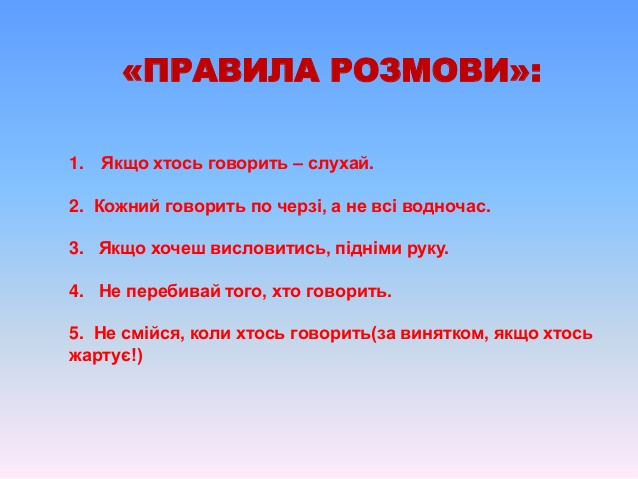 «ПРАВИЛА РОЗМОВИ»:
1. Якщо хтось говорить – слухай.
2. Кожний говорить по черзі, а не всі водночас.
3. Якщо хочеш висловитись, підніми руку.
4. Не перебивай того, хто говорить.
5. Не смійся, коли хтось говорить(за винятком, якщо хтось
жартує!)